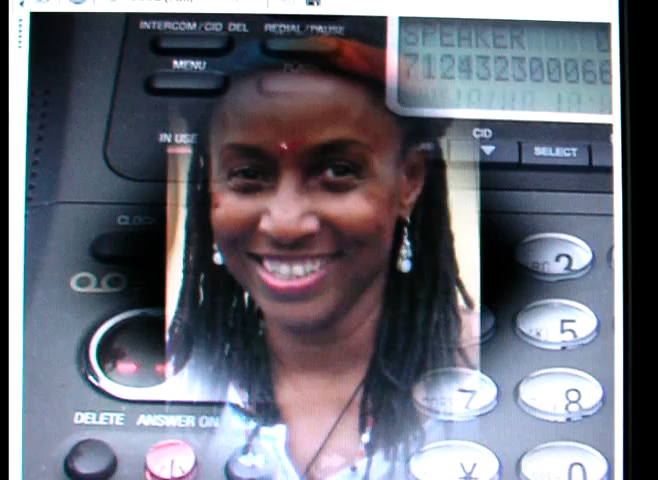 INTERCOM/CID DEL REDIAL/PAUSE
SPEAKER
MENU
712432300066
IN USE
CID
SELECT
CLOCK
2
5
7
8
DELETE ANSWER ON
0